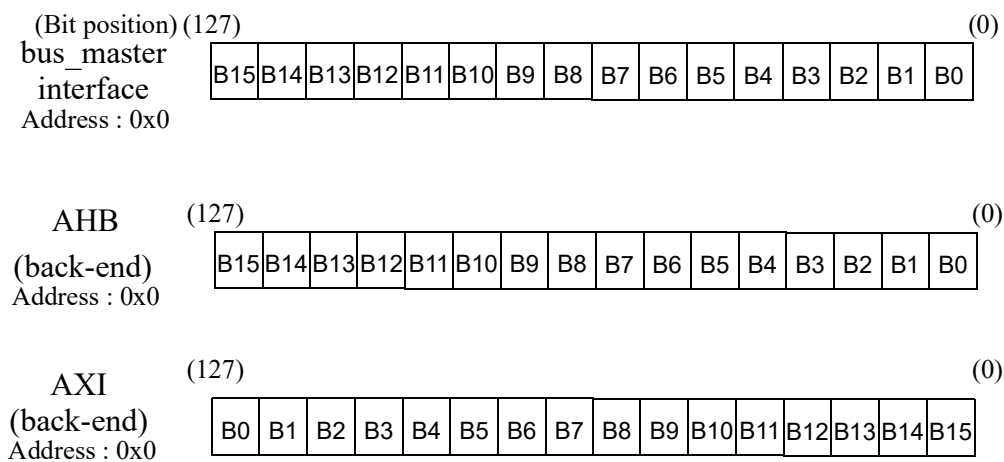 (Bit position) (127) (0)
bus_master
interface
Address : 0x0
B15 B14 B13 B12 B11 B10 B9 B8 B7 B6 B5 B4 B3 B2 B1 B0
AHB (127) (0)
(back-end)
Address : 0x0
B15 B14 B13 B12 B11 B10 B9 B8 B7 B6 B5 B4 B3 B2 B1 B0
AXI (127) (0)
(back-end)
Address : 0x0
B0 B1 B2 B3 B4 B5 B6 B7 B8 B9 B10 B11 B12 B13 B14 B15